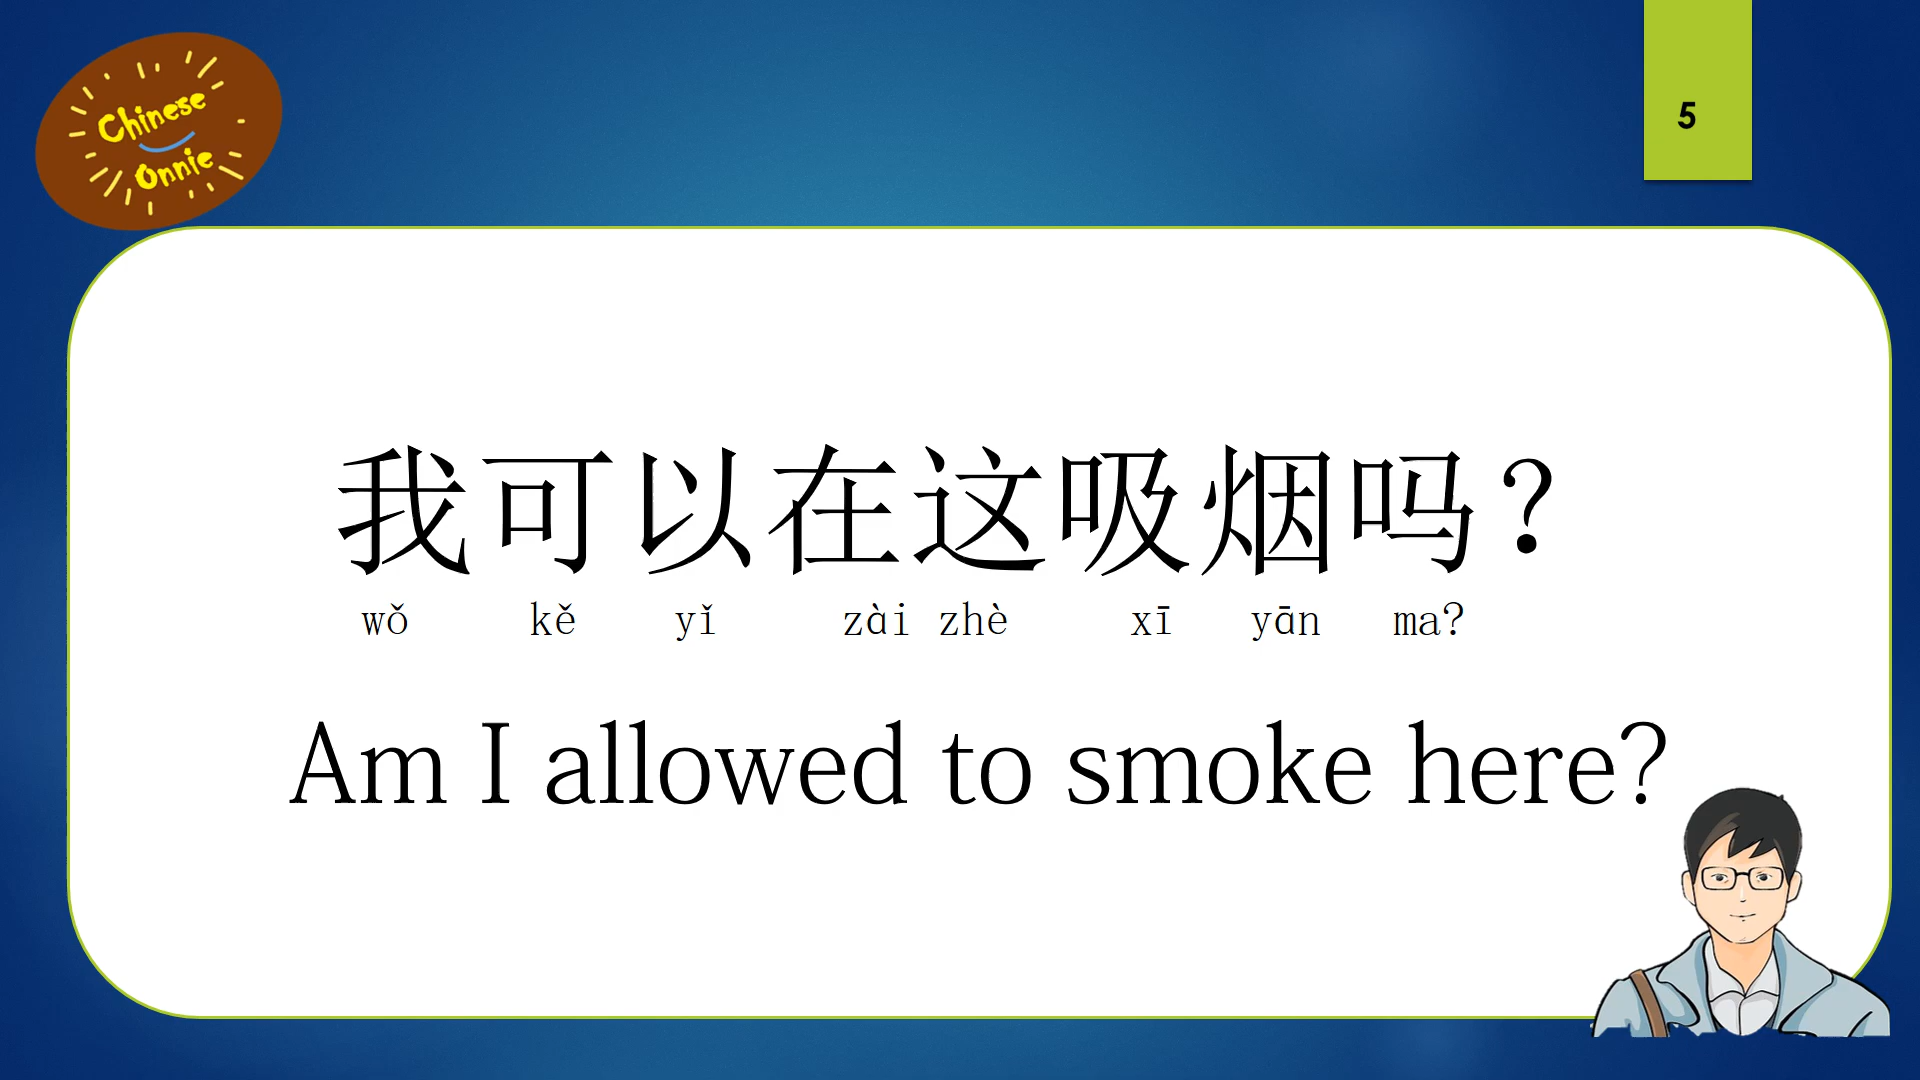 Chinese
Onnie
5
我可以在这吸烟吗？
wǒ kě yǐ zài zhè xī yān ma?
Am I allowed to smoke here?